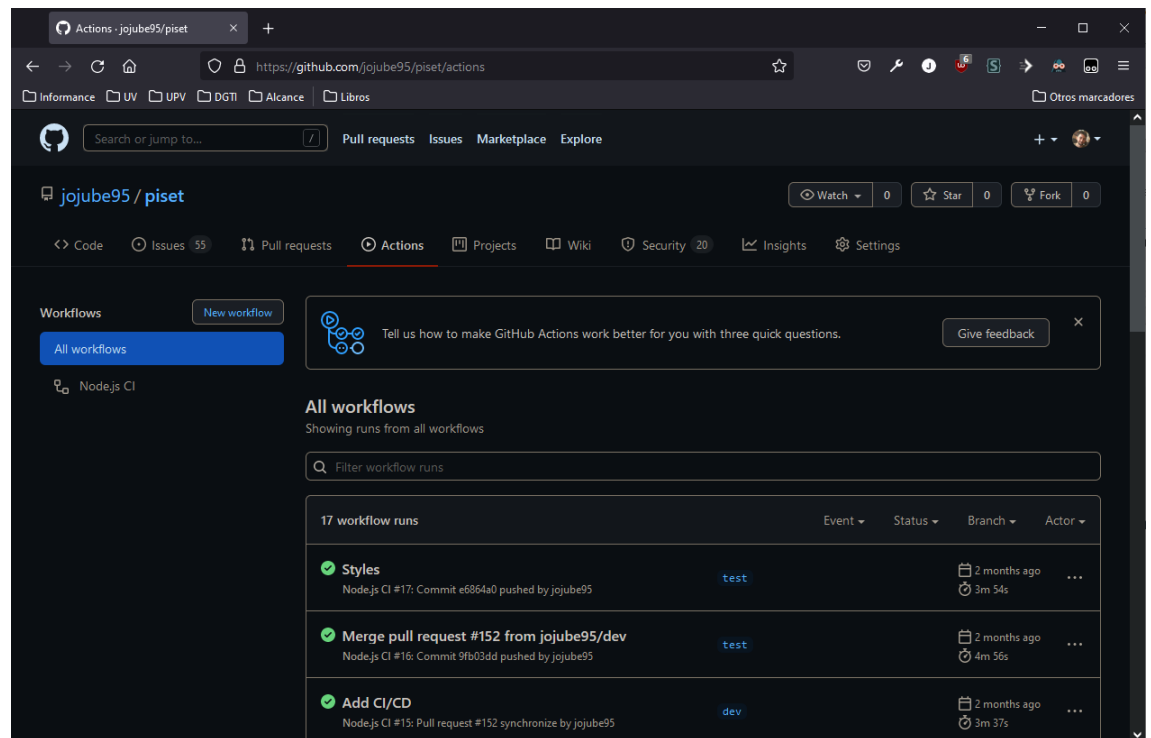 Actions · jojube95/piset
https://github.com/jojube95/piset/actions
6
Informance UV UPV DGTI Alcance Libros Otros marcadores
Search or jump to... / Pull requests Issues Marketplace Explore
jojube95 / piset Watch 0 Star 0 Fork 0
Code Issues 55 Pull requests Actions Projects Wiki Security 20 Insights Settings
Workflows New workflow
All workflows
Node.js CI
Tell us how to make GitHub Actions work better for you with three quick questions. Give feedback
All workflows
Showing runs from all workflows
Filter workflow runs
17 workflow runs Event Status Branch Actor
Styles
Node.js CI #17: Commit e6864a0 pushed by jojube95
test
2 months ago
3m 54s
Merge pull request #152 from jojube95/dev
Node.js CI #16: Commit 9fb03dd pushed by jojube95
test
2 months ago
4m 56s
Add CI/CD
Node.js CI #15: Pull request #152 synchronize by jojube95
dev
2 months ago
3m 37s